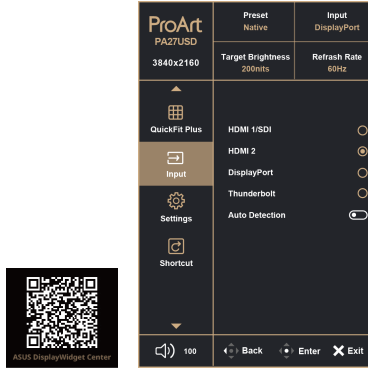 ProArt
PA27USD
3840x2160
Preset
Native
Input
DisplayPort
Target Brightness
200nits
Refresh Rate
60Hz
QuickFit Plus
Input
Settings
Shortcut
HDMI 1/SDI
HDMI 2
DisplayPort
Thunderbolt
Auto Detection
ASUS DisplayWidget Center
100
Back
Enter
Exit